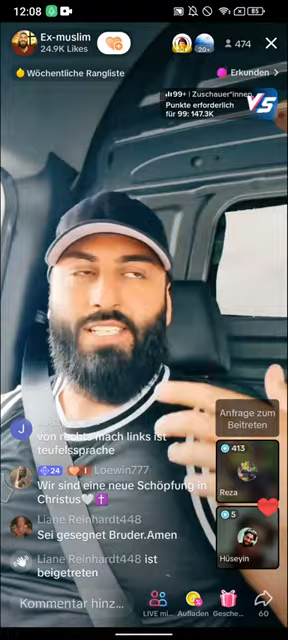 12:08
85
Ex-muslim
24.9K Likes
20+
474
Wöchentliche Rangliste
Erkunden >
99+ | Zuschauer*innen
Punkte erforderlich
für 99: 147.3K
VS
J
von rechts nach links ist
teufelssprache
24 Loewin777
Wir sind eine neue Schöpfung in
Christus
Liane Reinhardt448
Sei gesegnet Bruder.Amen
Liane Reinhardt448 ist
beigetreten
Anfrage zum
Beitreten
413
Reza
5
Hüseyin
Kommentar hinz...
LIVE mi...
Aufladen
Gesche...
60